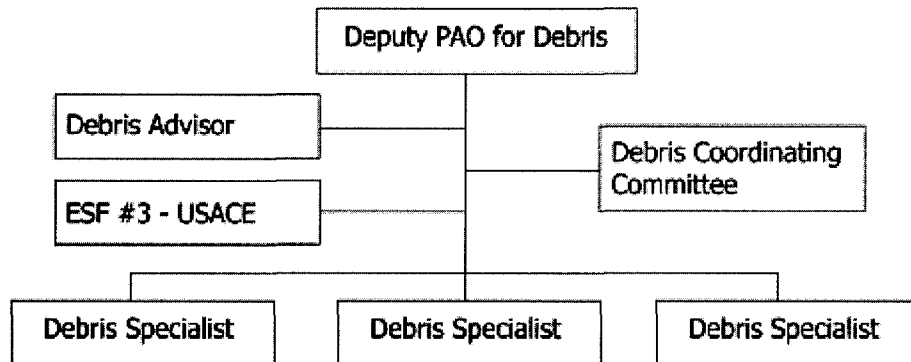 Deputy PAO for Debris
Debris Advisor
Debris Coordinating
Committee
ESF #3 - USACE
Debris Specialist
Debris Specialist
Debris Specialist